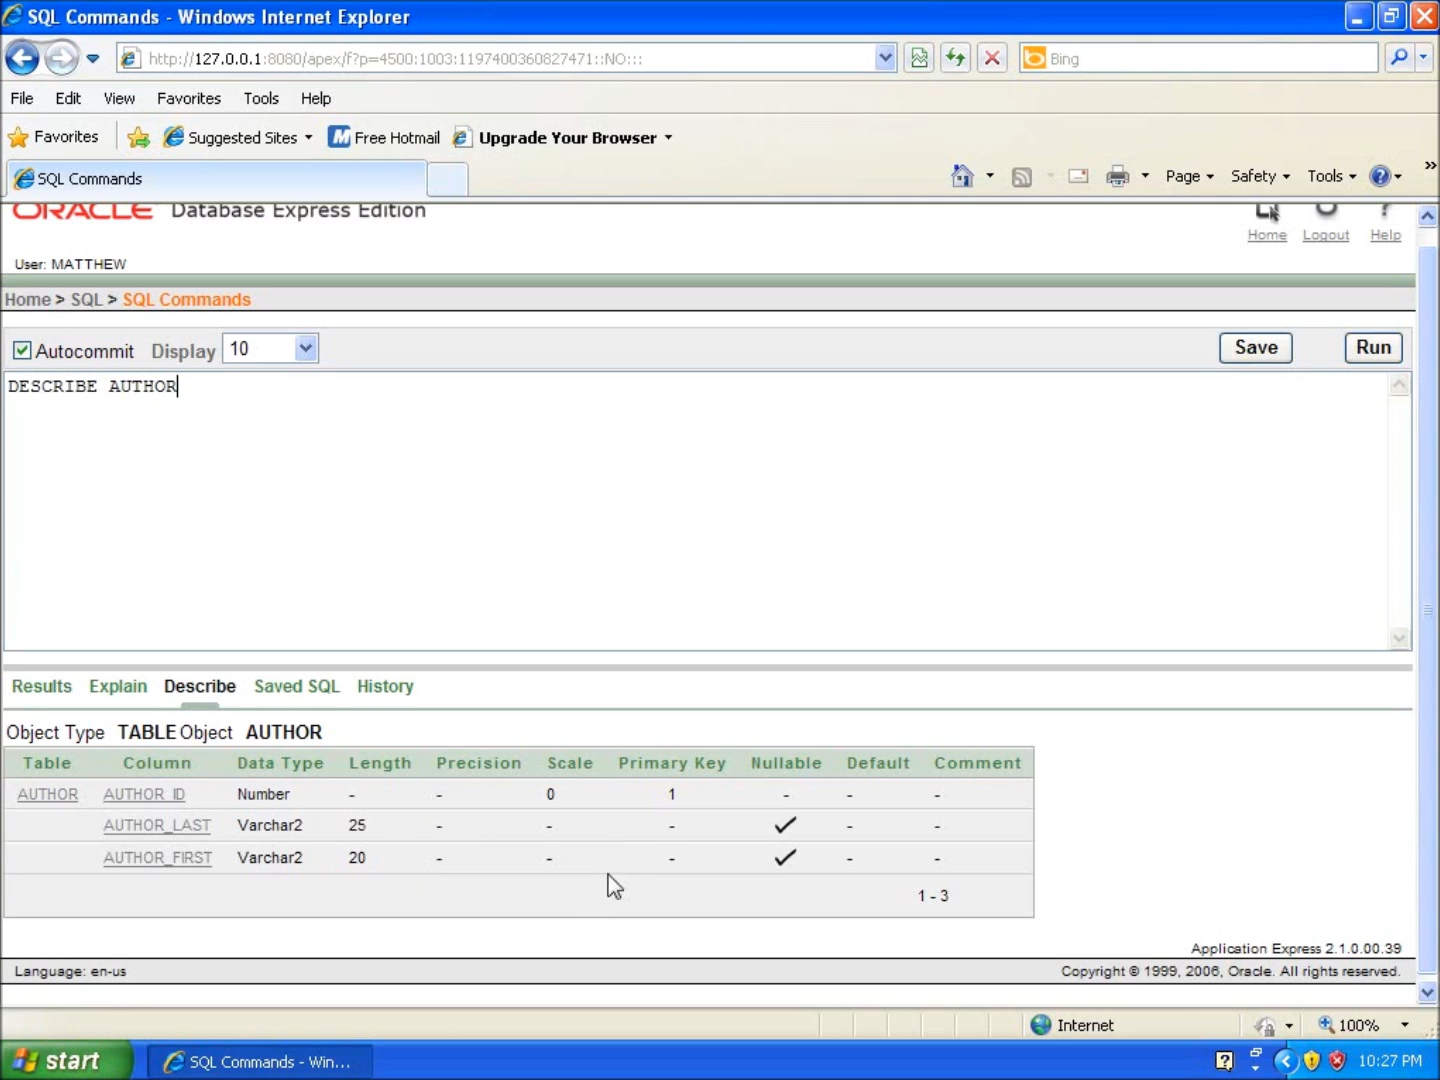 SQL Commands - Windows Internet Explorer
http://127.0.0.1:8080/apex/f?p=4500:1003:1197400360827471::NO:::
Bing
File Edit View Favorites Tools Help
Favorites Suggested Sites Free Hotmail Upgrade Your Browser
SQL Commands
Page Safety Tools
ORACLE Database Express Edition
Home Logout Help
User: MATTHEW
Home > SQL > SQL Commands
Autocommit Display 10 Save Run
DESCRIBE AUTHOR
Results Explain Describe Saved SQL History
Object Type TABLE Object AUTHOR
Table Column Data Type Length Precision Scale Primary Key Nullable Default Comment
AUTHOR AUTHOR_ID Number - - 0 1 - - -
AUTHOR_LAST Varchar2 25 - - - - -
AUTHOR_FIRST Varchar2 20 - - - - -
1 - 3
Application Express 2.1.0.00.39
Language: en-us Copyright © 1999, 2006, Oracle. All rights reserved.
Internet 100%
start SQL Commands - Win... 10:27 PM